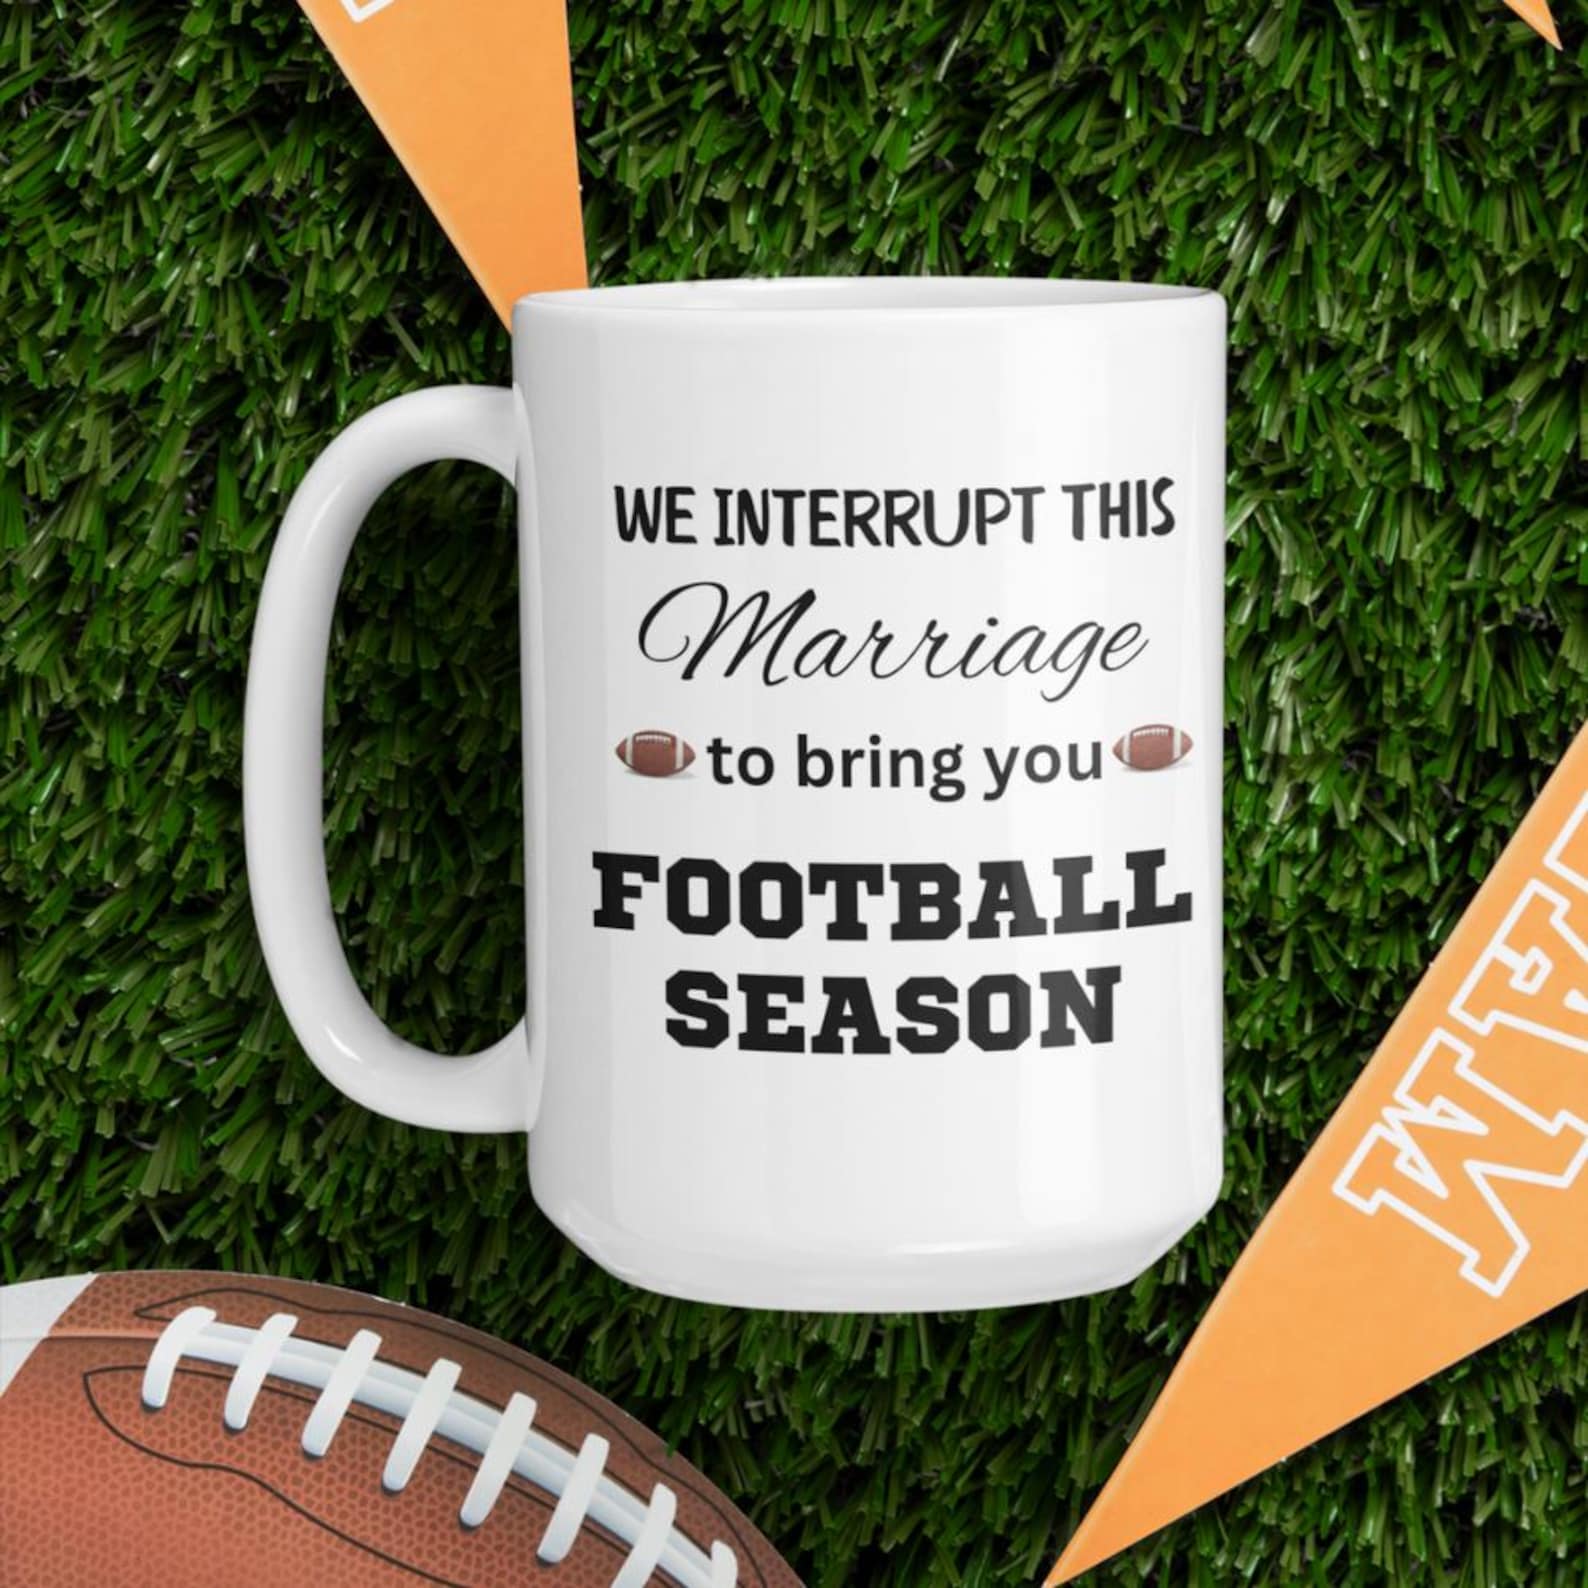 WE INTERRUPT THIS
Marriage
to bring you
FOOTBALL
SEASON